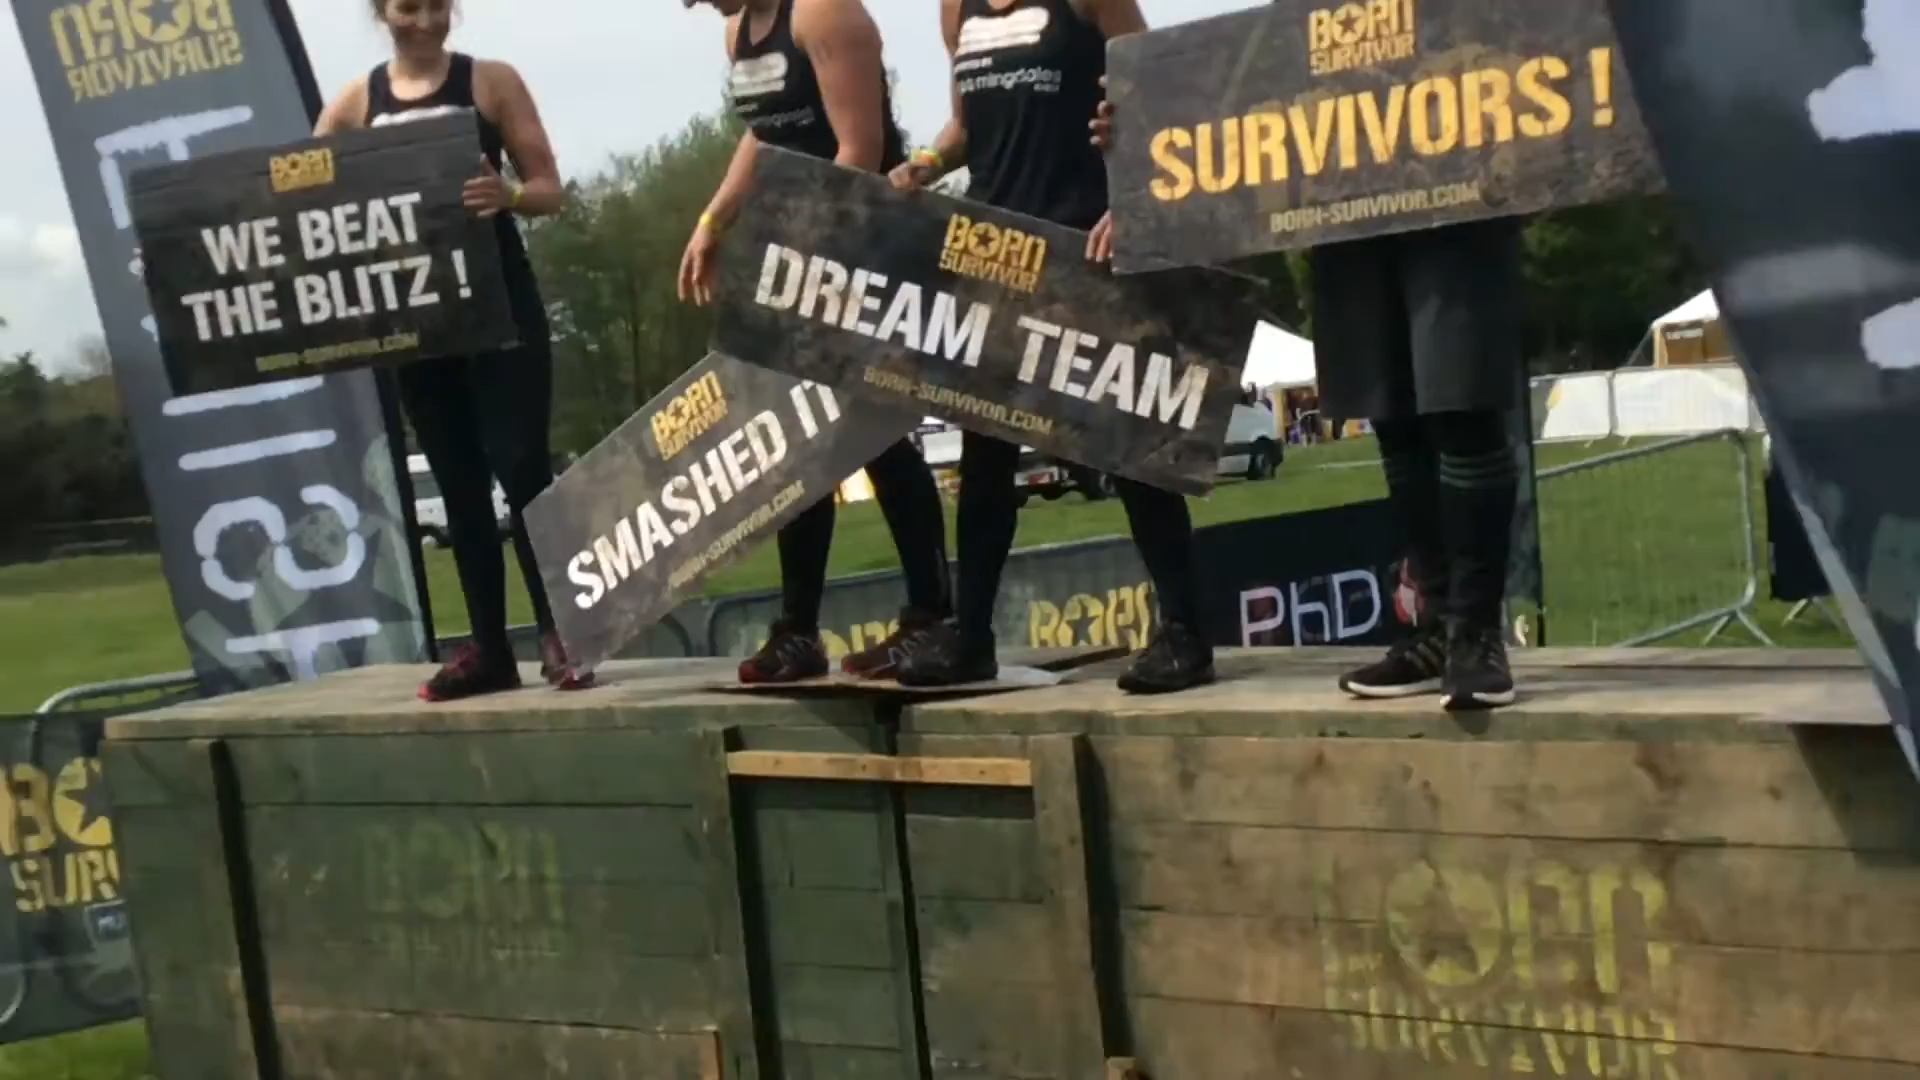 BORN
SURVIVOR
BORN
SURVIVOR
WE BEAT
THE BLITZ !
BORN-SURVIVOR.COM
BORN
SURVIVOR
SMASHED IT
BORN-SURVIVOR.COM
BORN
SURVIVOR
DREAM TEAM
BORN-SURVIVOR.COM
BORN
SURVIVOR
SURVIVORS !
BORN-SURVIVOR.COM
PhD
BORN
BORN
SURVIVOR
BORN
SURVIVOR